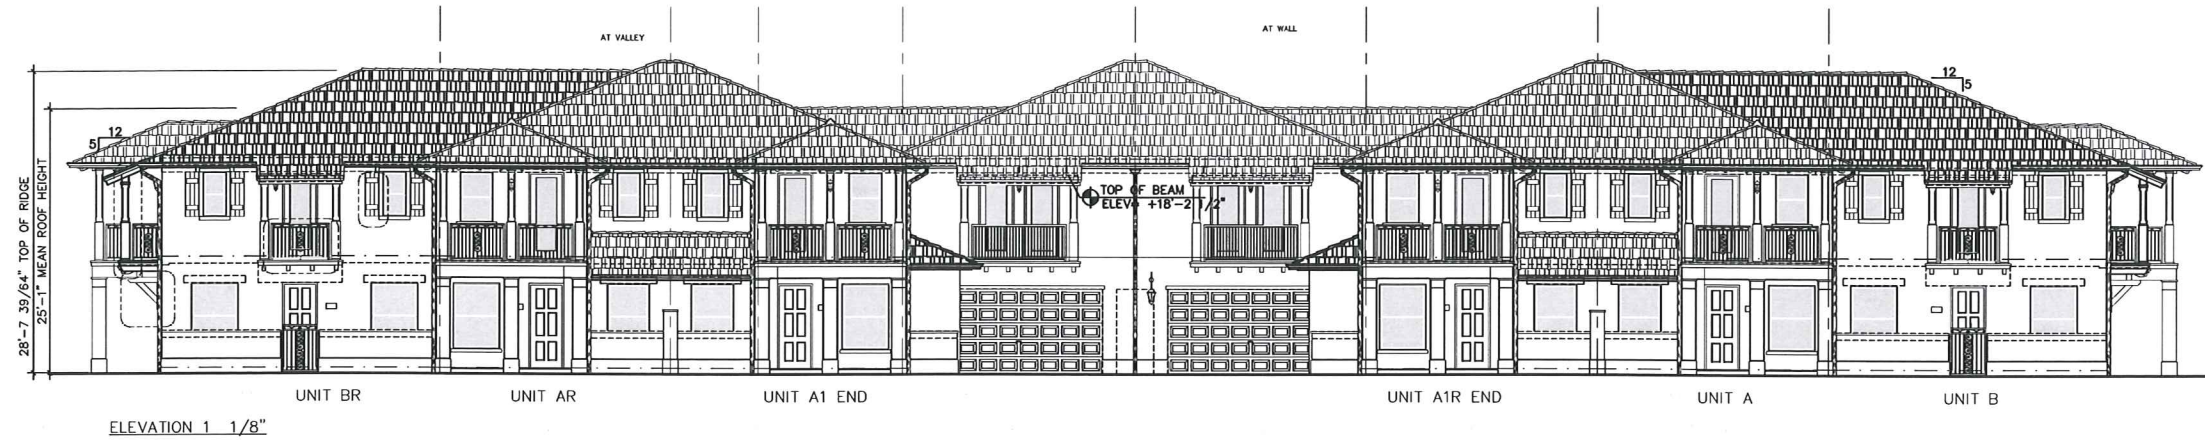 AT VALLEY
AT WALL
12
5
12
5
28'-7 39/64" TOP OF RIDGE
25'-1" MEAN ROOF HEIGHT
TOP OF BEAM
ELEV. +18'-2 1/2"
UNIT BR
UNIT AR
UNIT A1 END
UNIT A1R END
UNIT A
UNIT B
ELEVATION 1 1/8"